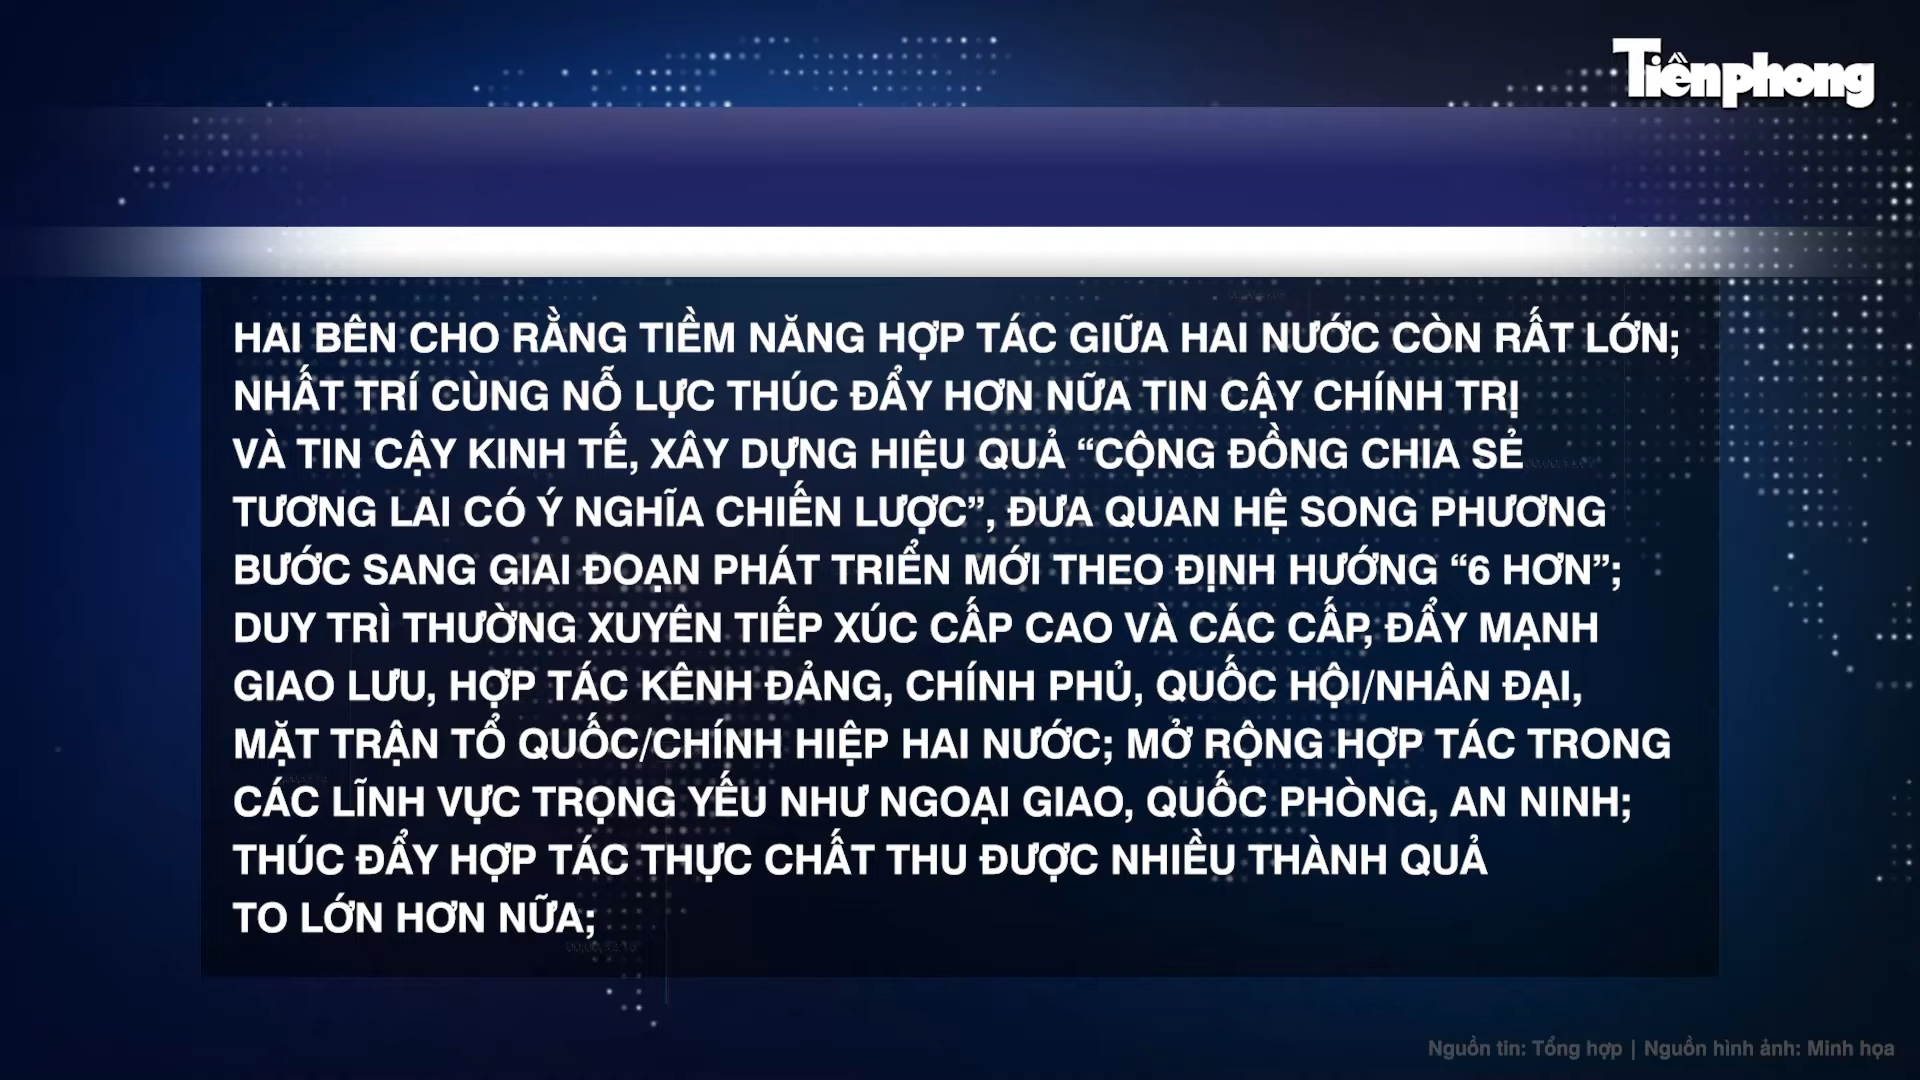 Tiềnphong
HAI BÊN CHO RẰNG TIỀM NĂNG HỢP TÁC GIỮA HAI NƯỚC CÒN RẤT LỚN;
NHẤT TRÍ CÙNG NỖ LỰC THÚC ĐẨY HƠN NỮA TIN CẬY CHÍNH TRỊ
VÀ TIN CẬY KINH TẾ, XÂY DỰNG HIỆU QUẢ “CỘNG ĐỒNG CHIA SẺ
TƯƠNG LAI CÓ Ý NGHĨA CHIẾN LƯỢC”, ĐƯA QUAN HỆ SONG PHƯƠNG
BƯỚC SANG GIAI ĐOẠN PHÁT TRIỂN MỚI THEO ĐỊNH HƯỚNG “6 HƠN”;
DUY TRÌ THƯỜNG XUYÊN TIẾP XÚC CẤP CAO VÀ CÁC CẤP, ĐẨY MẠNH
GIAO LƯU, HỢP TÁC KÊNH ĐẢNG, CHÍNH PHỦ, QUỐC HỘI/NHÂN ĐẠI,
MẶT TRẬN TỔ QUỐC/CHÍNH HIỆP HAI NƯỚC; MỞ RỘNG HỢP TÁC TRONG
CÁC LĨNH VỰC TRỌNG YẾU NHƯ NGOẠI GIAO, QUỐC PHÒNG, AN NINH;
THÚC ĐẨY HỢP TÁC THỰC CHẤT THU ĐƯỢC NHIỀU THÀNH QUẢ
TO LỚN HƠN NỮA;
Nguồn tin: Tổng hợp | Nguồn hình ảnh: Minh họa